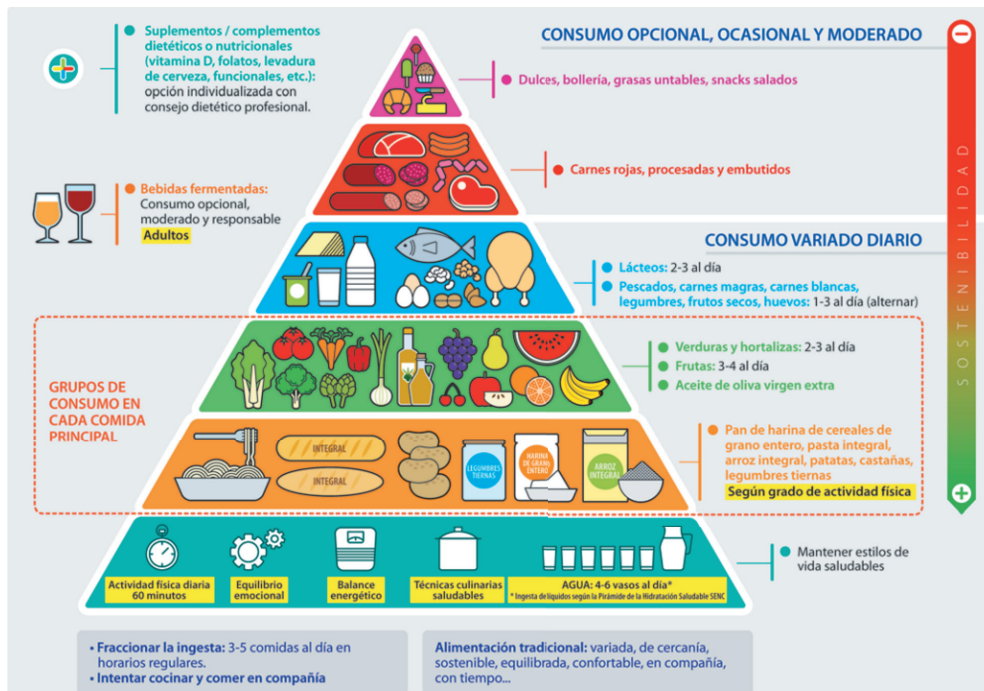 Suplementos / complementos
dietéticos o nutricionales
(vitamina D, folatos, levadura
de cerveza, funcionales, etc.):
opción individualizada con
consejo dietético profesional.
CONSUMO OPCIONAL, OCASIONAL Y MODERADO
Dulces, bollería, grasas untables, snacks salados
Carnes rojas, procesadas y embutidos
Bebidas fermentadas:
Consumo opcional,
moderado y responsable
Adultos
CONSUMO VARIADO DIARIO
Lácteos: 2-3 al día
Pescados, carnes magras, carnes blancas,
legumbres, frutos secos, huevos: 1-3 al día (alternar)
SOSTENIBILIDAD
GRUPOS DE
CONSUMO EN
CADA COMIDA
PRINCIPAL
Verduras y hortalizas: 2-3 al día
Frutas: 3-4 al día
Aceite de oliva virgen extra
INTEGRAL
INTEGRAL
LEGUMBRES
TIERNAS
HARINA
DE GRANO
ENTERO
ARROZ
INTEGRAL
Pan de harina de cereales de
grano entero, pasta integral,
arroz integral, patatas, castañas,
legumbres tiernas
Según grado de actividad física
Actividad física diaria
60 minutos
Equilibrio
emocional
Balance
energético
Técnicas culinarias
saludables
AGUA: 4-6 vasos al día*
* Ingesta de líquidos según la Pirámide de la Hidratación Saludable SENC
Mantener estilos de
vida saludables
• Fraccionar la ingesta: 3-5 comidas al día en
horarios regulares.
• Intentar cocinar y comer en compañía
Alimentación tradicional: variada, de cercanía,
sostenible, equilibrada, confortable, en compañía,
con tiempo...